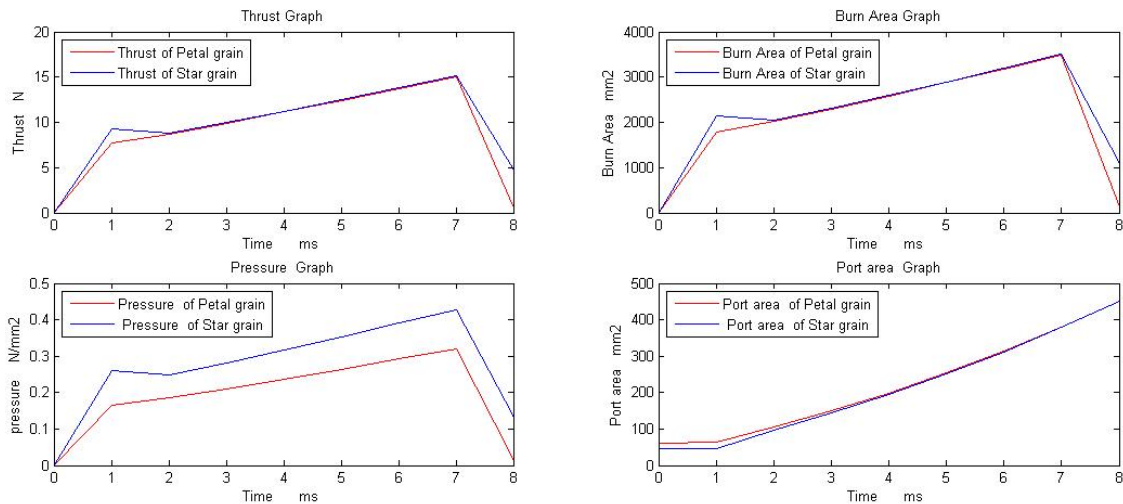 Thrust Graph
20
15
10
5
0
Thrust N
Thrust of Petal grain
Thrust of Star grain
0 1 2 3 4 5 6 7 8
Time ms
Burn Area Graph
4000
3000
2000
1000
0
Burn Area mm2
Burn Area of Petal grain
Burn Area of Star grain
0 1 2 3 4 5 6 7 8
Time ms
Pressure Graph
0.5
0.4
0.3
0.2
0.1
0
pressure N/mm2
Pressure of Petal grain
Pressure of Star grain
0 1 2 3 4 5 6 7 8
Time ms
Port area Graph
500
400
300
200
100
0
Port area mm2
Port area of Petal grain
Port area of Star grain
0 1 2 3 4 5 6 7 8
Time ms